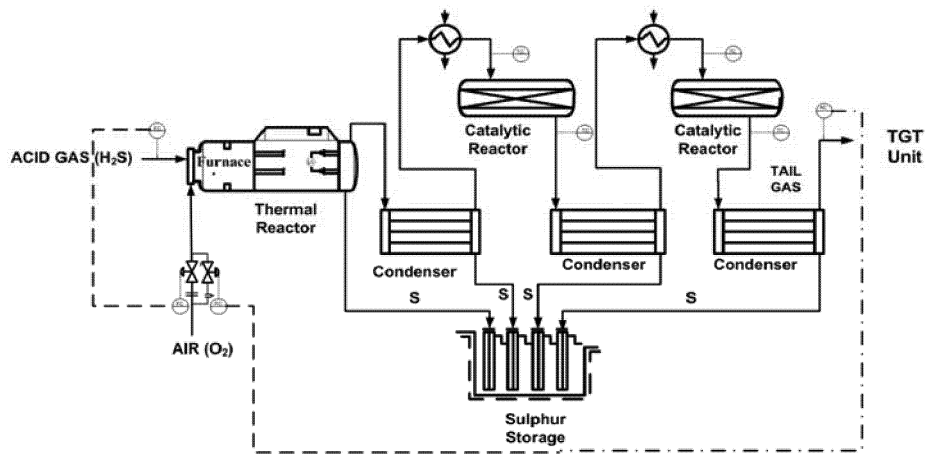 Catalytic
Reactor
Catalytic
Reactor
TGT
Unit
ACID GAS (H₂S)
Furnace
TAIL
GAS
Thermal
Reactor
Condenser
Condenser
Condenser
S
S
S
S
AIR (O₂)
Sulphur
Storage